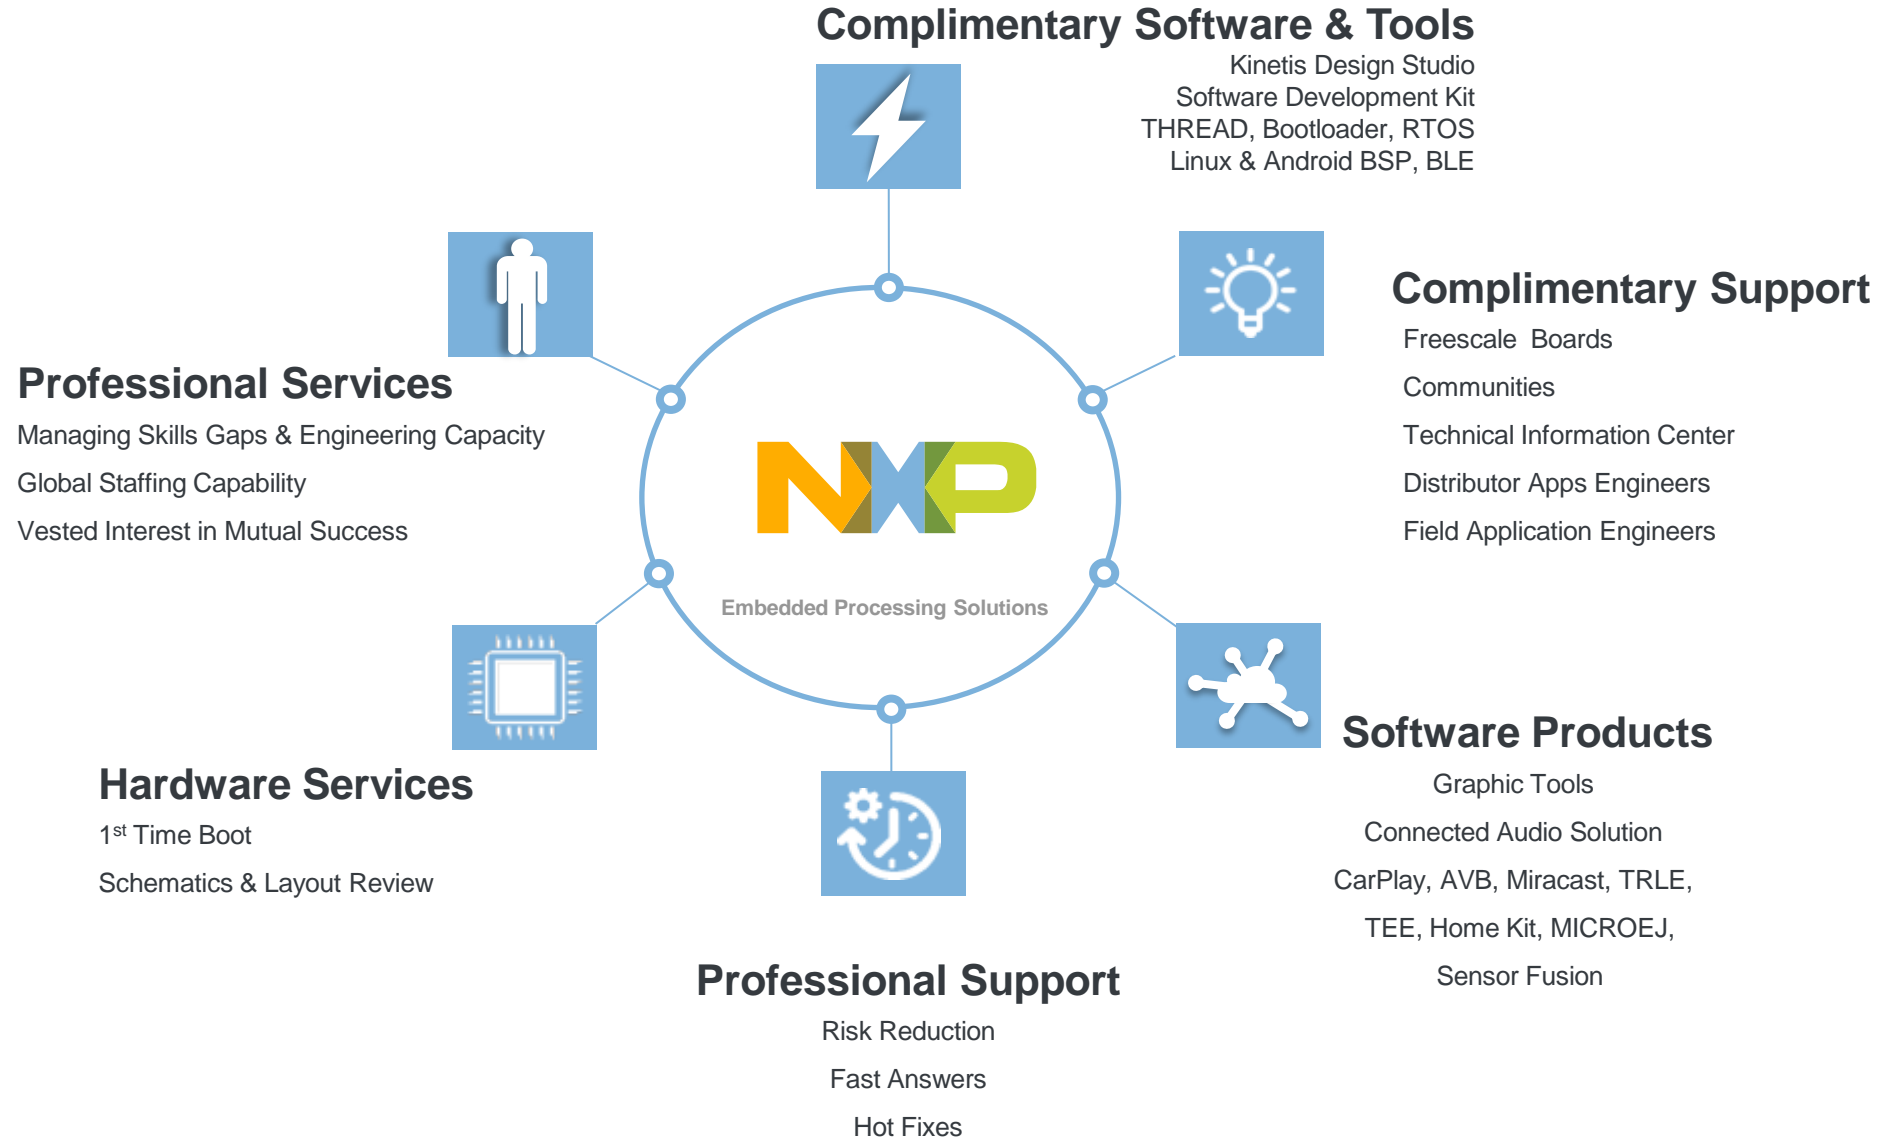 Complimentary Software & Tools
Kinetis Design Studio
Software Development Kit
THREAD, Bootloader, RTOS
Linux & Android BSP, BLE
Complimentary Support
Freescale Boards
Communities
Technical Information Center
Distributor Apps Engineers
Field Application Engineers
Professional Services
Managing Skills Gaps & Engineering Capacity
Global Staffing Capability
Vested Interest in Mutual Success
NXP
Embedded Processing Solutions
Software Products
Graphic Tools
Connected Audio Solution
CarPlay, AVB, Miracast, TRLE,
TEE, Home Kit, MICROEJ,
Sensor Fusion
Hardware Services
1st Time Boot
Schematics & Layout Review
Professional Support
Risk Reduction
Fast Answers
Hot Fixes